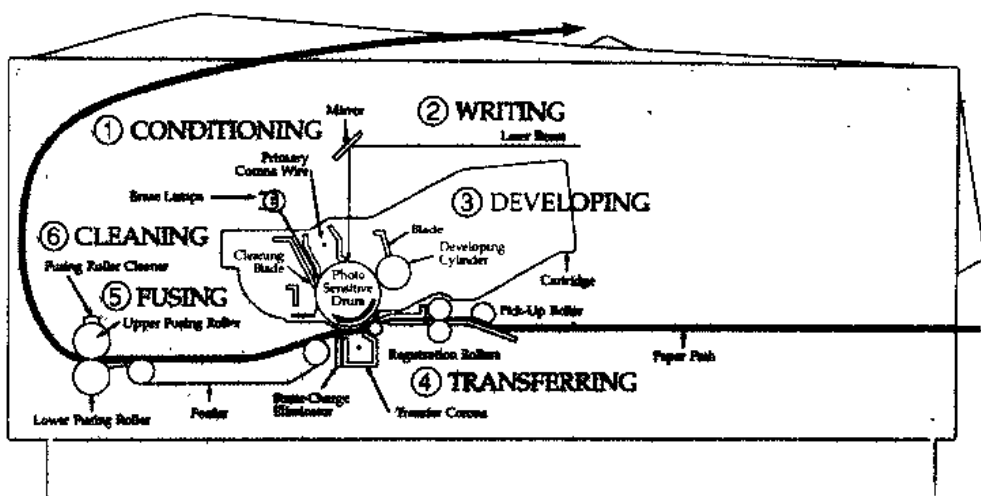 ① CONDITIONING
② WRITING
Mirror
Laser Beam
Primary
Corona Wire
Erase Lamps
③ DEVELOPING
Blade
Developing
Cylinder
⑥ CLEANING
Cleaning
Blade
Photo
Sensitive
Drum
Cartridge
Fusing Roller Cleaner
⑤ FUSING
Upper Fusing Roller
Pick-Up Roller
Registration Rollers
Paper Path
④ TRANSFERRING
Lower Fusing Roller
Feeder
Static-Charge
Eliminator
Transfer Corona